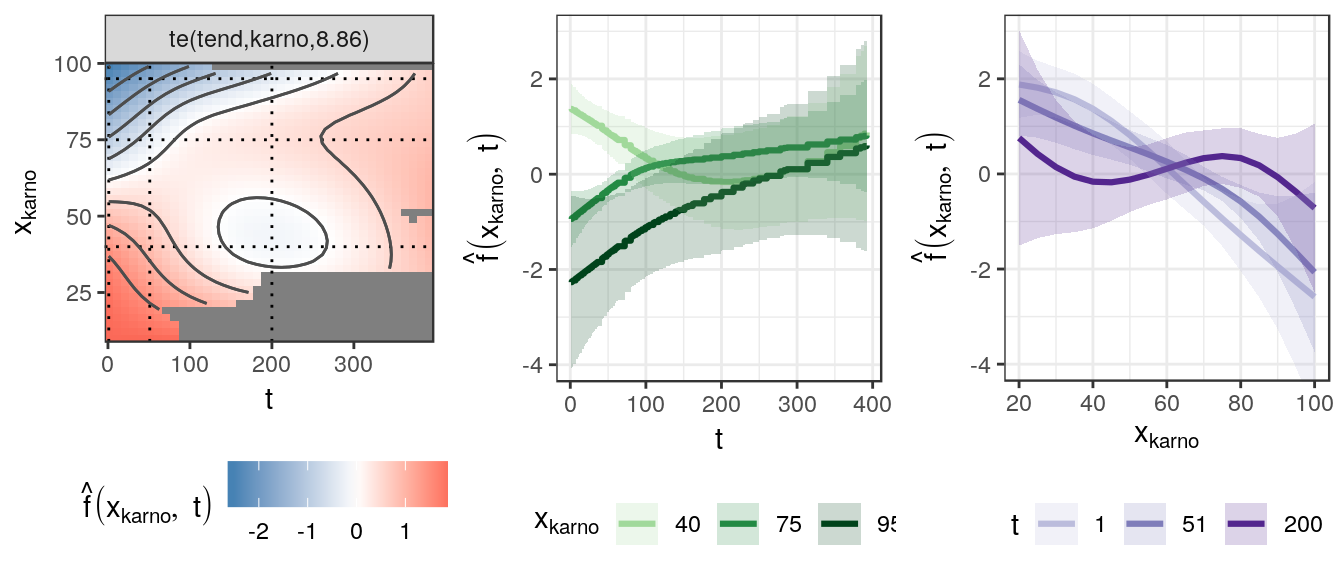 te(tend,karno,8.86)
100
75
50
25
x_karno
0 100 200 300
t
f̂(x_karno, t)
-2 -1 0 1
2
0
-2
-4
f̂(x_karno, t)
0 100 200 300 400
t
x_karno 40 75 95
2
0
-2
-4
f̂(x_karno, t)
20 40 60 80 100
x_karno
t 1 51 200